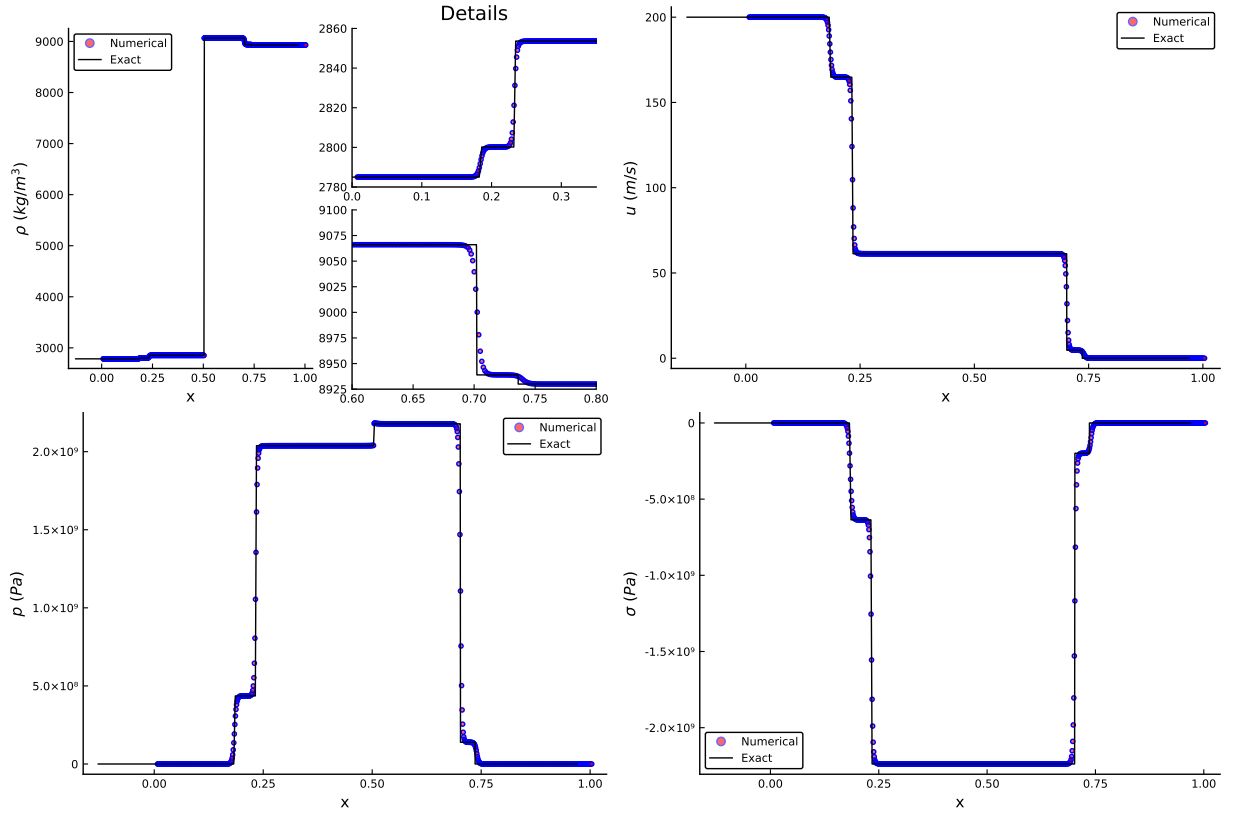 Details
Numerical
Exact
9000
8000
7000
6000
5000
4000
3000
ρ (kg/m³)
0.00 0.25 0.50 0.75 1.00
x
2860
2840
2820
2800
2780
0.0 0.1 0.2 0.3
9100
9075
9050
9025
9000
8975
8950
8925
0.60 0.65 0.70 0.75 0.80
Numerical
Exact
200
150
100
50
0
u (m/s)
0.00 0.25 0.50 0.75 1.00
x
Numerical
Exact
2.0×10⁹
1.5×10⁹
1.0×10⁹
5.0×10⁸
0
p (Pa)
0.00 0.25 0.50 0.75 1.00
x
0
-5.0×10⁸
-1.0×10⁹
-1.5×10⁹
-2.0×10⁹
σ (Pa)
Numerical
Exact
0.00 0.25 0.50 0.75 1.00
x